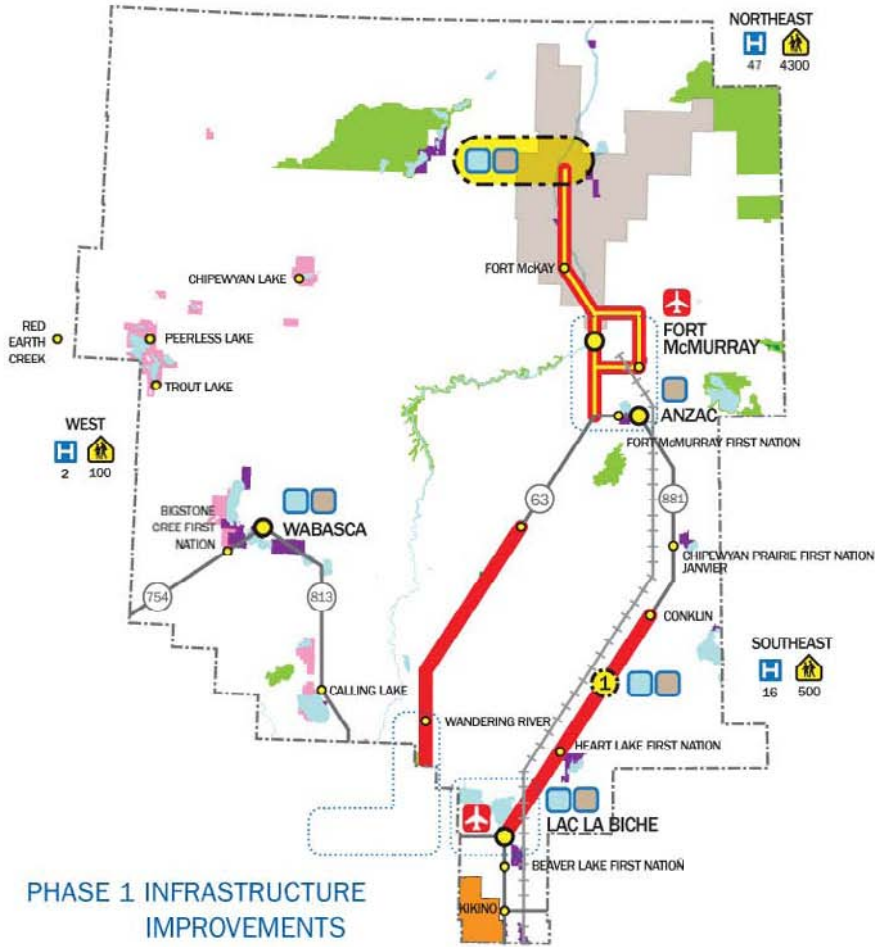 NORTHEAST
H
47 4300
FORT McKAY
CHIPEWYAN LAKE
RED
EARTH
CREEK
PEERLESS LAKE
FORT
McMURRAY
TROUT LAKE
WEST
H
2 100
ANZAC
FORT McMURRAY FIRST NATION
BIGSTONE
CREE FIRST
NATION
WABASCA
63
881
CHIPEWYAN PRAIRIE FIRST NATION
JANVIER
754
813
CONKLIN
SOUTHEAST
H
16 500
1
CALLING LAKE
WANDERING RIVER
HEART LAKE FIRST NATION
LAC LA BICHE
BEAVER LAKE FIRST NATION
KIKINO
PHASE 1 INFRASTRUCTURE
IMPROVEMENTS